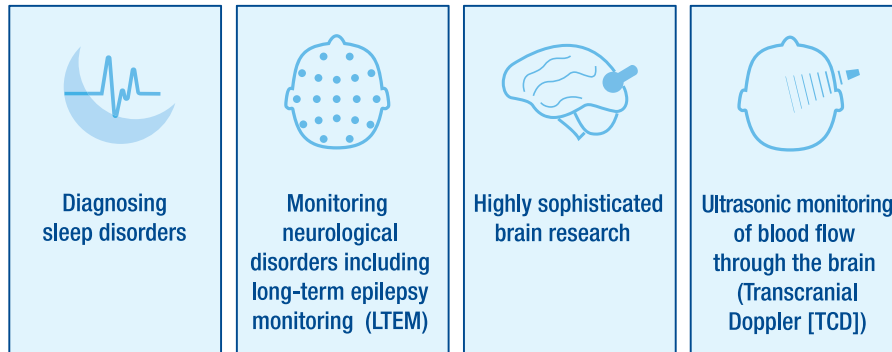 Diagnosing
sleep disorders
Monitoring
neurological
disorders including
long-term epilepsy
monitoring (LTEM)
Highly sophisticated
brain research
Ultrasonic monitoring
of blood flow
through the brain
(Transcranial
Doppler [TCD])